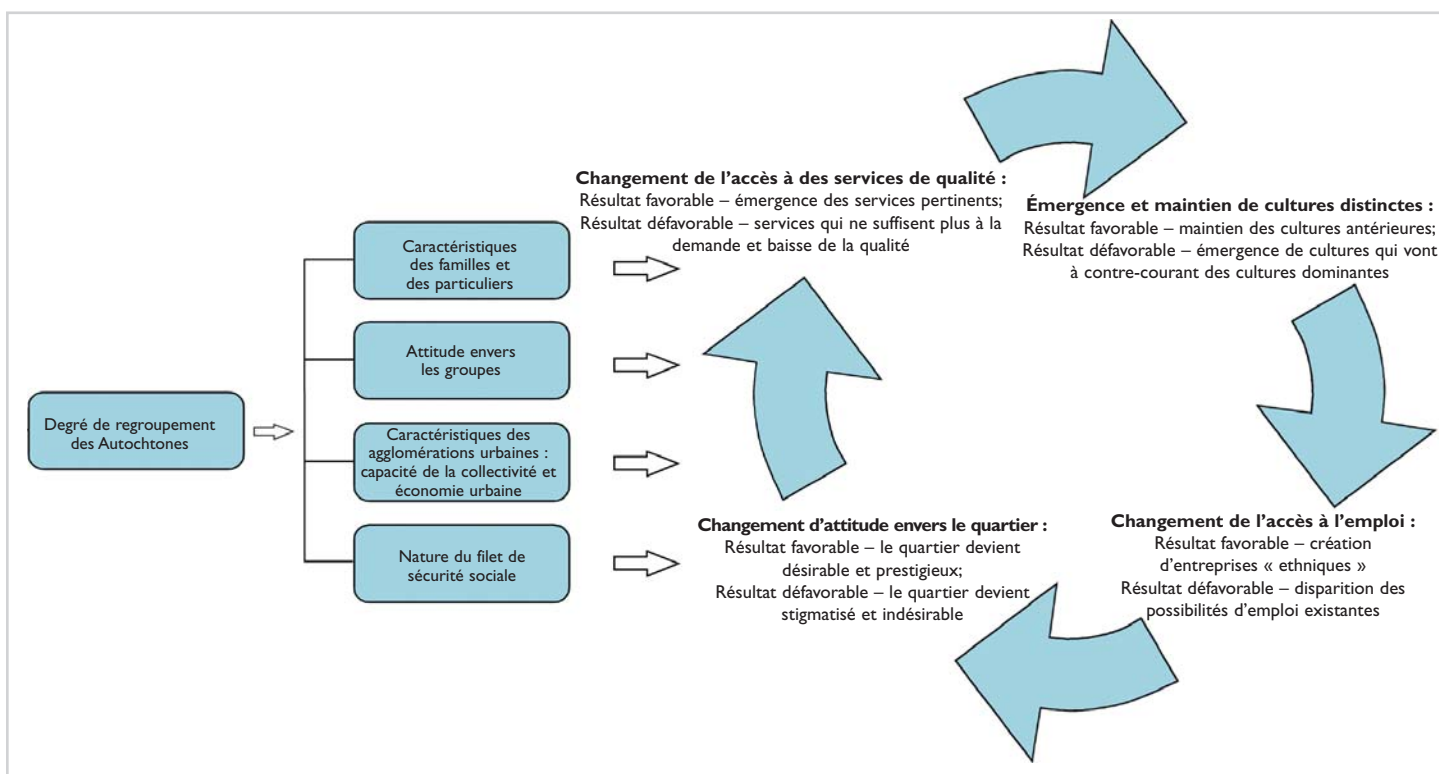 Degré de regroupement
des Autochtones
Caractéristiques
des familles et
des particuliers
Attitude envers
les groupes
Caractéristiques des
agglomérations urbaines :
capacité de la collectivité et
économie urbaine
Nature du filet de
sécurité sociale
Changement de l’accès à des services de qualité :
Résultat favorable – émergence des services pertinents;
Résultat défavorable – services qui ne suffisent plus à la
demande et baisse de la qualité
Émergence et maintien de cultures distinctes :
Résultat favorable – maintien des cultures antérieures;
Résultat défavorable – émergence de cultures qui vont
à contre-courant des cultures dominantes
Changement de l’accès à l’emploi :
Résultat favorable – création
d’entreprises « ethniques »
Résultat défavorable – disparition des
possibilités d’emploi existantes
Changement d’attitude envers le quartier :
Résultat favorable – le quartier devient
désirable et prestigieux;
Résultat défavorable – le quartier devient
stigmatisé et indésirable